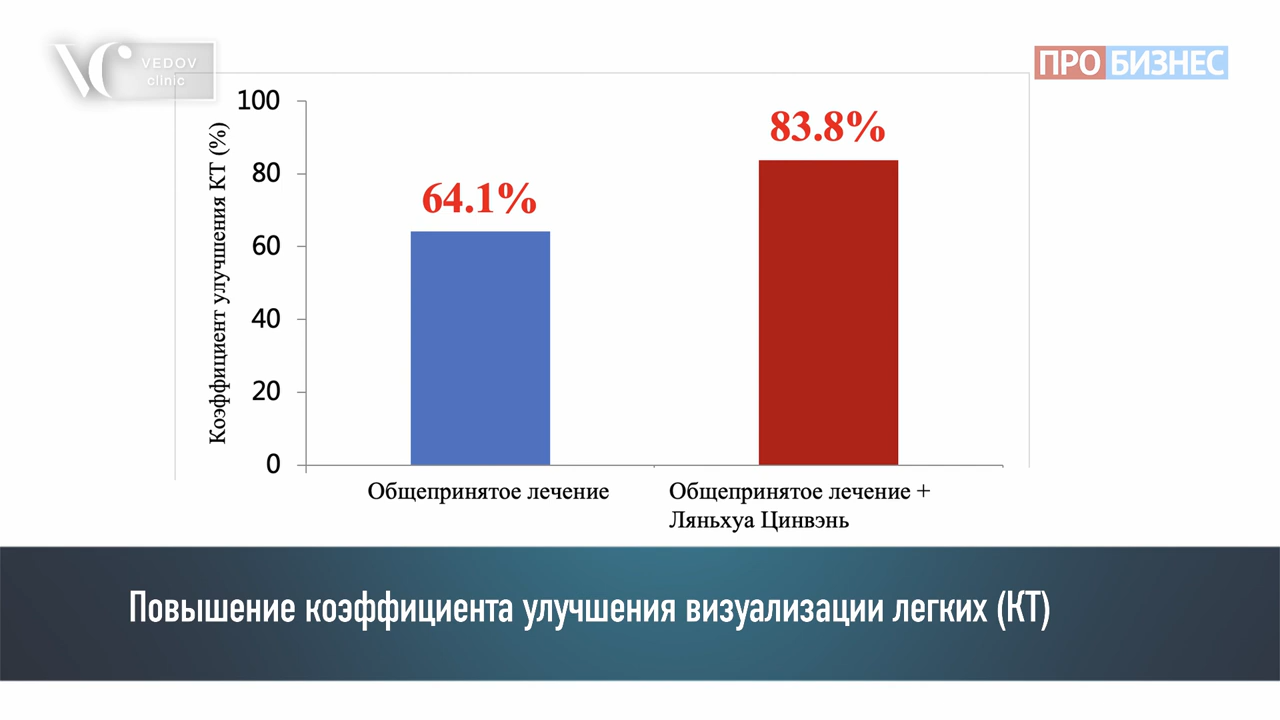 VC VEDOV
clinic
ПРО БИЗНЕС
Коэффициент улучшения КТ (%)
100
80
60
40
20
0
64.1%
83.8%
Общепринятое лечение
Общепринятое лечение +
Ляньхуа Цинвэнь
Повышение коэффициента улучшения визуализации легких (КТ)